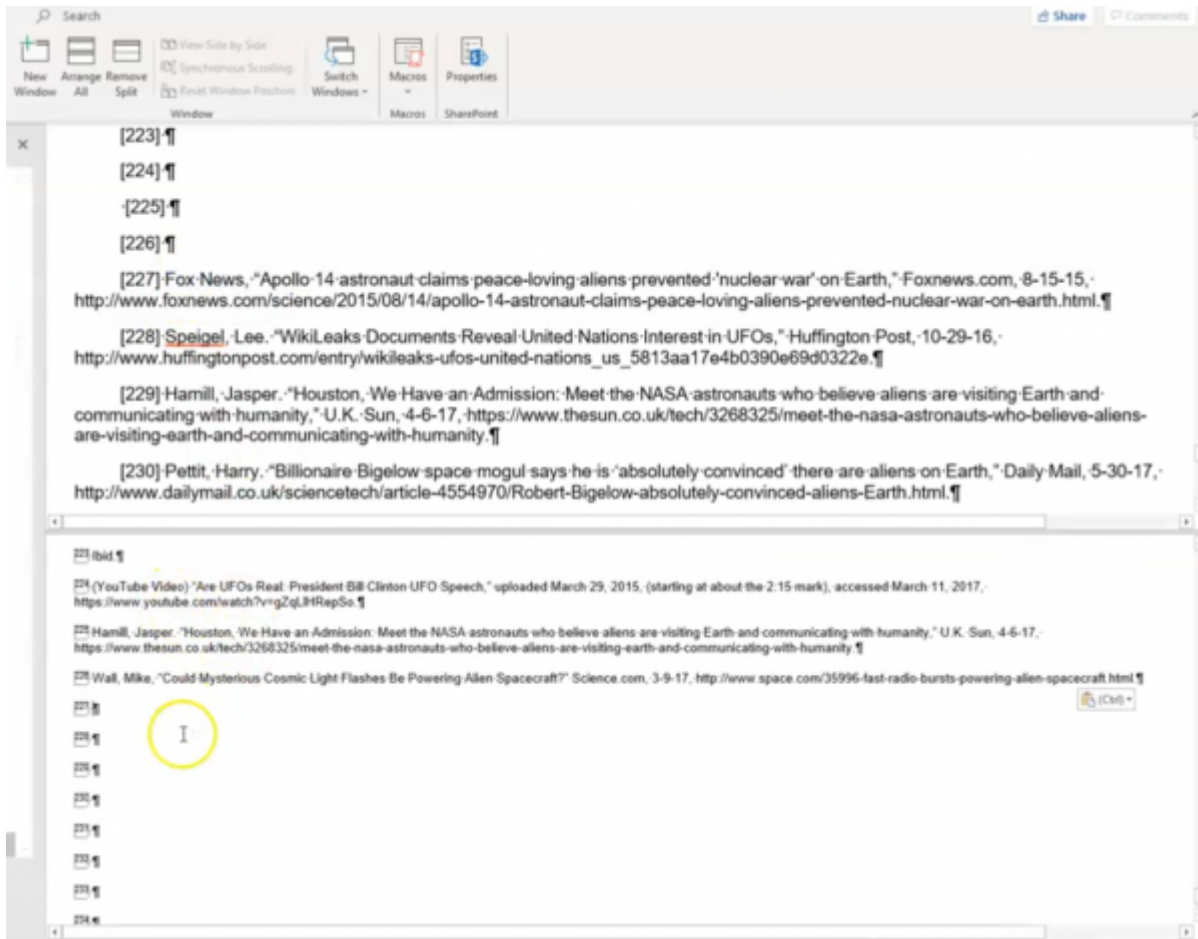 Search
Share
Comments
New Window
Arrange All
Remove Split
View Side by Side
Synchronous Scrolling
Reset Window Position
Switch Windows
Macros
Properties
Window
Macros
SharePoint
[223]·¶
[224]·¶
·[225]·¶
[226]·¶
[227]·Fox·News,·“Apollo·14·astronaut·claims·peace-loving·aliens·prevented·'nuclear·war'·on·Earth,”·Foxnews.com,·8-15-15,·
http://www.foxnews.com/science/2015/08/14/apollo-14-astronaut-claims-peace-loving-aliens-prevented-nuclear-war-on-earth.html.¶
[228]·Speigel,·Lee.·“WikiLeaks·Documents·Reveal·United·Nations·Interest·in·UFOs,”·Huffington·Post,·10-29-16,·
http://www.huffingtonpost.com/entry/wikileaks-ufos-united-nations_us_5813aa17e4b0390e69d0322e.¶
[229]·Hamill,·Jasper.·“Houston,·We·Have·an·Admission:·Meet·the·NASA·astronauts·who·believe·aliens·are·visiting·Earth·and·
communicating·with·humanity,”·U.K.·Sun,·4-6-17,·https://www.thesun.co.uk/tech/3268325/meet-the-nasa-astronauts-who-believe-aliens-
are-visiting-earth-and-communicating-with-humanity.¶
[230]·Pettit,·Harry.·“Billionaire·Bigelow·space·mogul·says·he·is·‘absolutely·convinced’·there·are·aliens·on·Earth,”·Daily·Mail,·5-30-17,·
http://www.dailymail.co.uk/sciencetech/article-4554970/Robert-Bigelow-absolutely-convinced-aliens-Earth.html.¶
223·Ibid.¶
224·(YouTube·Video)·“Are·UFOs·Real:·President·Bill·Clinton·UFO·Speech,”·uploaded·March·29,·2015,·(starting·at·about·the·2:15·mark),·accessed·March·11,·2017,·
https://www.youtube.com/watch?v=gZqLlHRepSo.¶
225·Hamill,·Jasper.·“Houston,·We·Have·an·Admission:·Meet·the·NASA·astronauts·who·believe·aliens·are·visiting·Earth·and·communicating·with·humanity,”·U.K.·Sun,·4-6-17,·
https://www.thesun.co.uk/tech/3268325/meet-the-nasa-astronauts-who-believe-aliens-are-visiting-earth-and-communicating-with-humanity.¶
226·Wall,·Mike,·“Could·Mysterious·Cosmic·Light·Flashes·Be·Powering·Alien·Spacecraft?”·Science.com,·3-9-17,·http://www.space.com/35996-fast-radio-bursts-powering-alien-spacecraft.html.¶
(Ctrl)
227·¶
228·¶
229·¶
230·¶
231·¶
232·¶
233·¶
234·¶